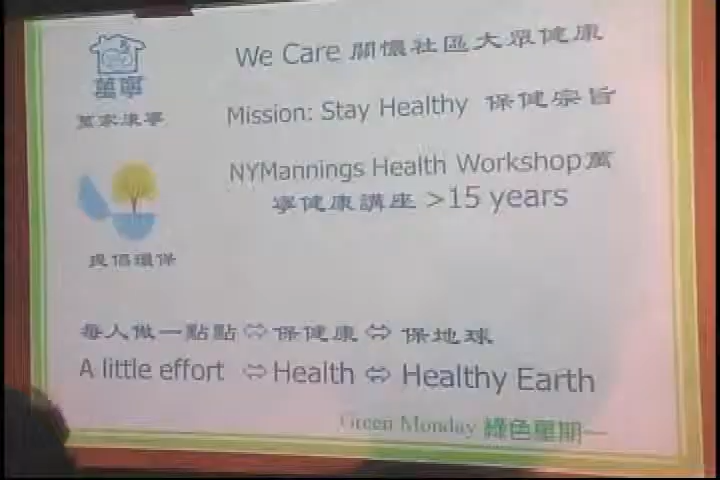 We Care 關懷社區大眾健康
萬寧
萬家康寧
Mission: Stay Healthy 保健宗旨
NYMannings Health Workshop萬
寧健康講座 >15 years
提倡環保
每人做一點點 ⇔ 保健康 ⇔ 保地球
A little effort ⇔ Health ⇔ Healthy Earth
Green Monday 綠色星期一